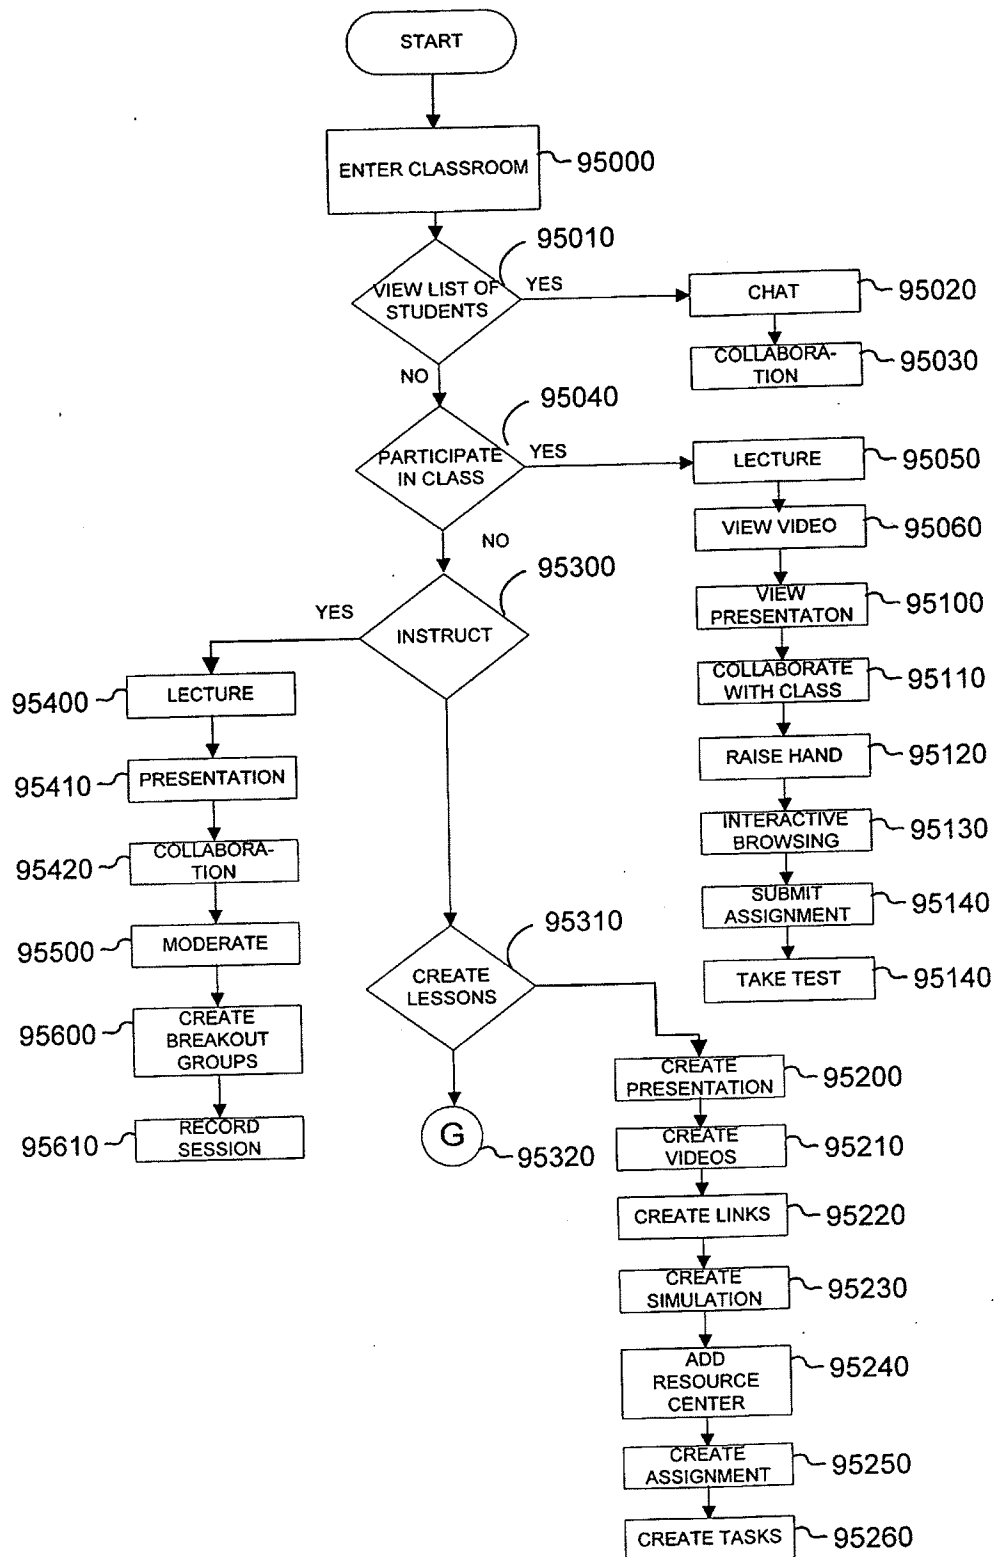 START
ENTER CLASSROOM
95000
95010
VIEW LIST OF
STUDENTS
YES
CHAT
95020
COLLABORA-
TION
95030
NO
95040
PARTICIPATE
IN CLASS
YES
LECTURE
95050
VIEW VIDEO
95060
NO
95300
VIEW
PRESENTATON
95100
YES
INSTRUCT
COLLABORATE
WITH CLASS
95110
95400
LECTURE
RAISE HAND
95120
95410
PRESENTATION
INTERACTIVE
BROWSING
95130
95420
COLLABORA-
TION
SUBMIT
ASSIGNMENT
95140
95500
MODERATE
95310
CREATE
LESSONS
TAKE TEST
95140
95600
CREATE
BREAKOUT
GROUPS
CREATE
PRESENTATION
95200
95610
RECORD
SESSION
G
95320
CREATE
VIDEOS
95210
CREATE LINKS
95220
CREATE
SIMULATION
95230
ADD
RESOURCE
CENTER
95240
CREATE
ASSIGNMENT
95250
CREATE TASKS
95260